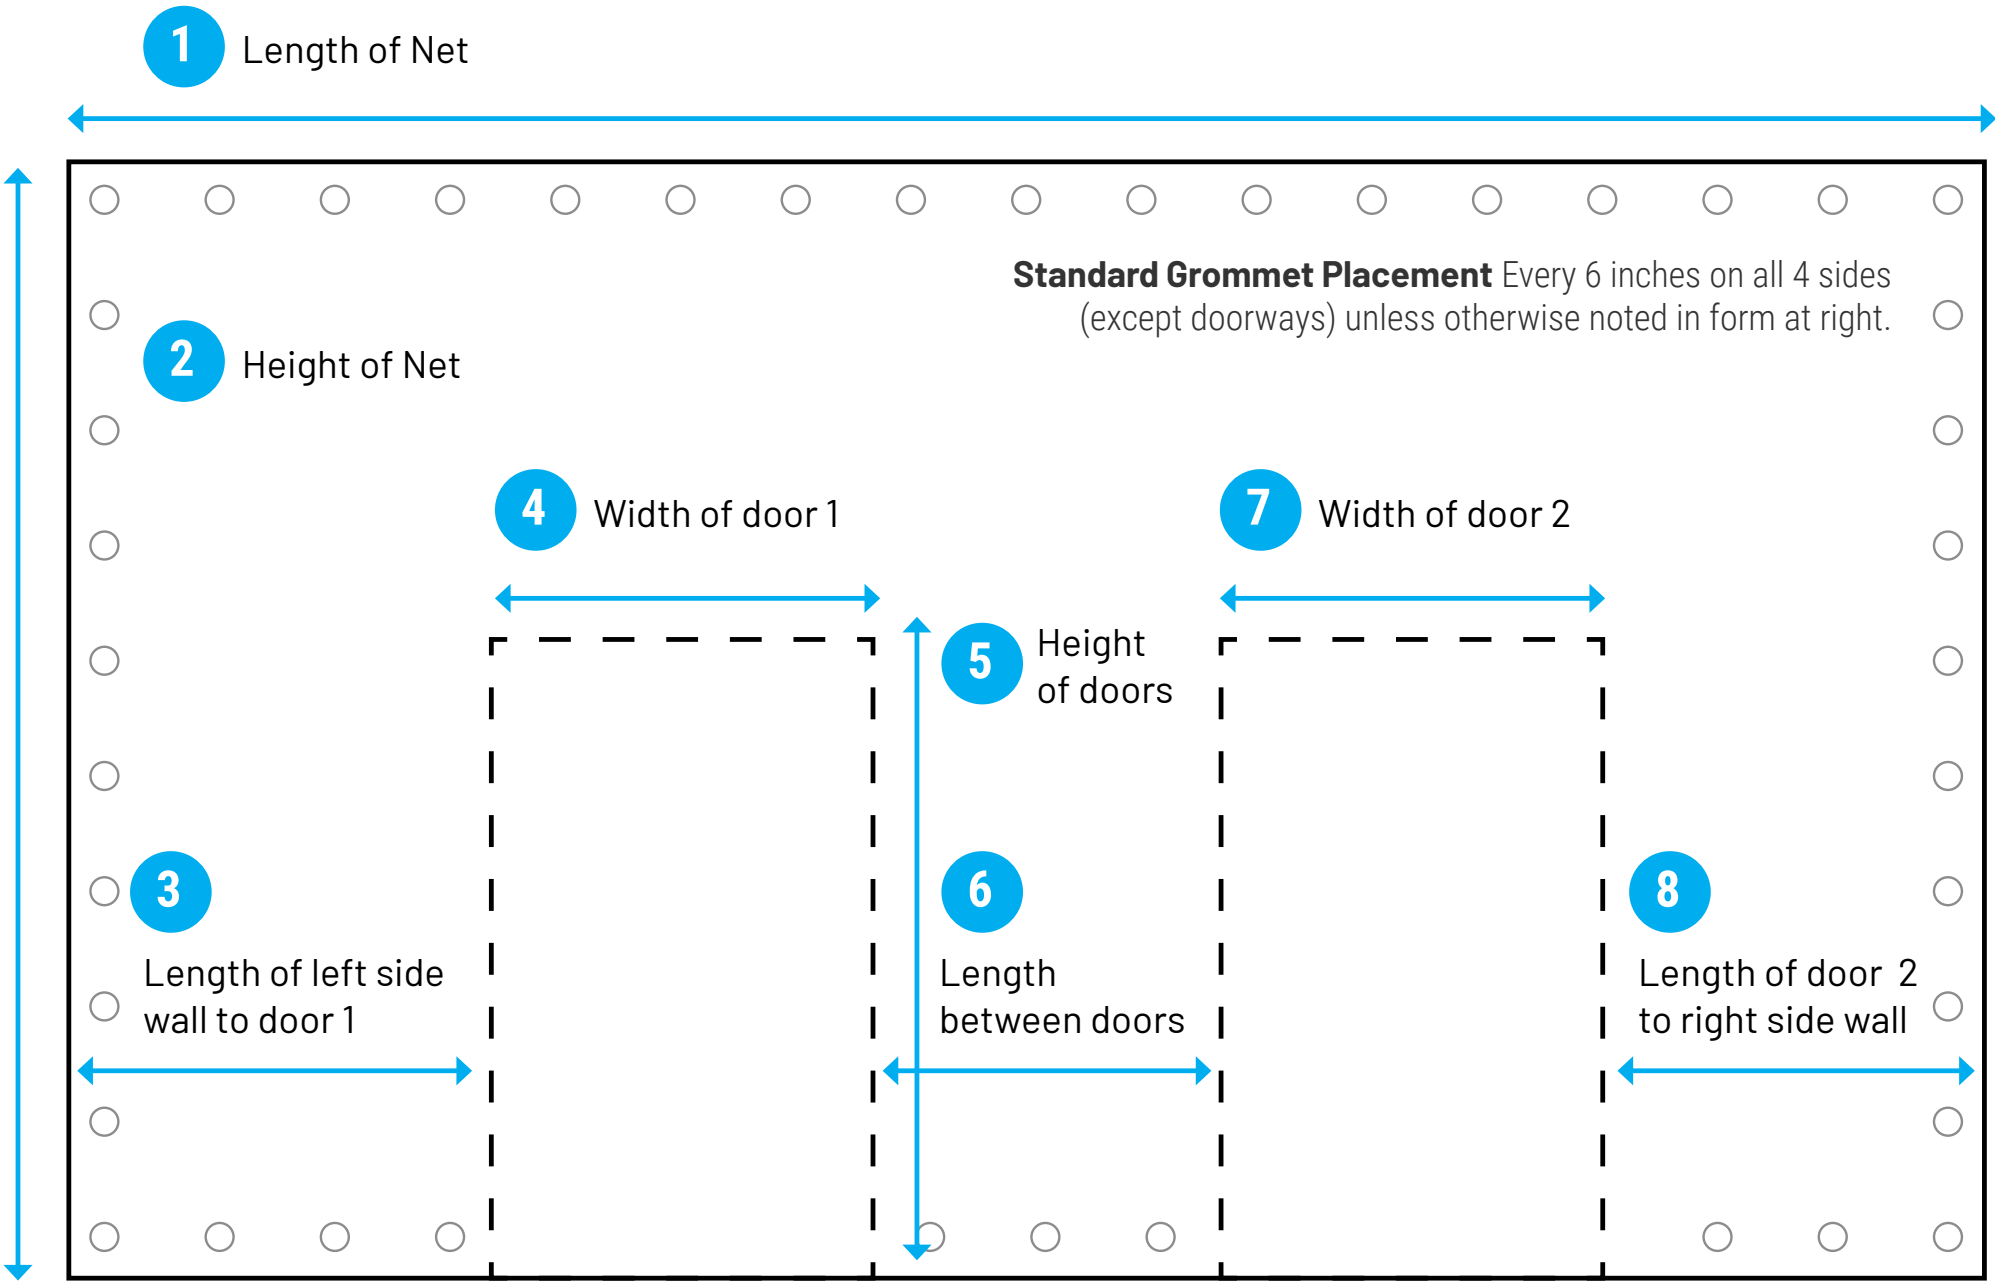 1 Length of Net
Standard Grommet Placement Every 6 inches on all 4 sides
(except doorways) unless otherwise noted in form at right.
2 Height of Net
4 Width of door 1
7 Width of door 2
5 Height
of doors
3
Length of left side
wall to door 1
6
Length
between doors
8
Length of door 2
to right side wall